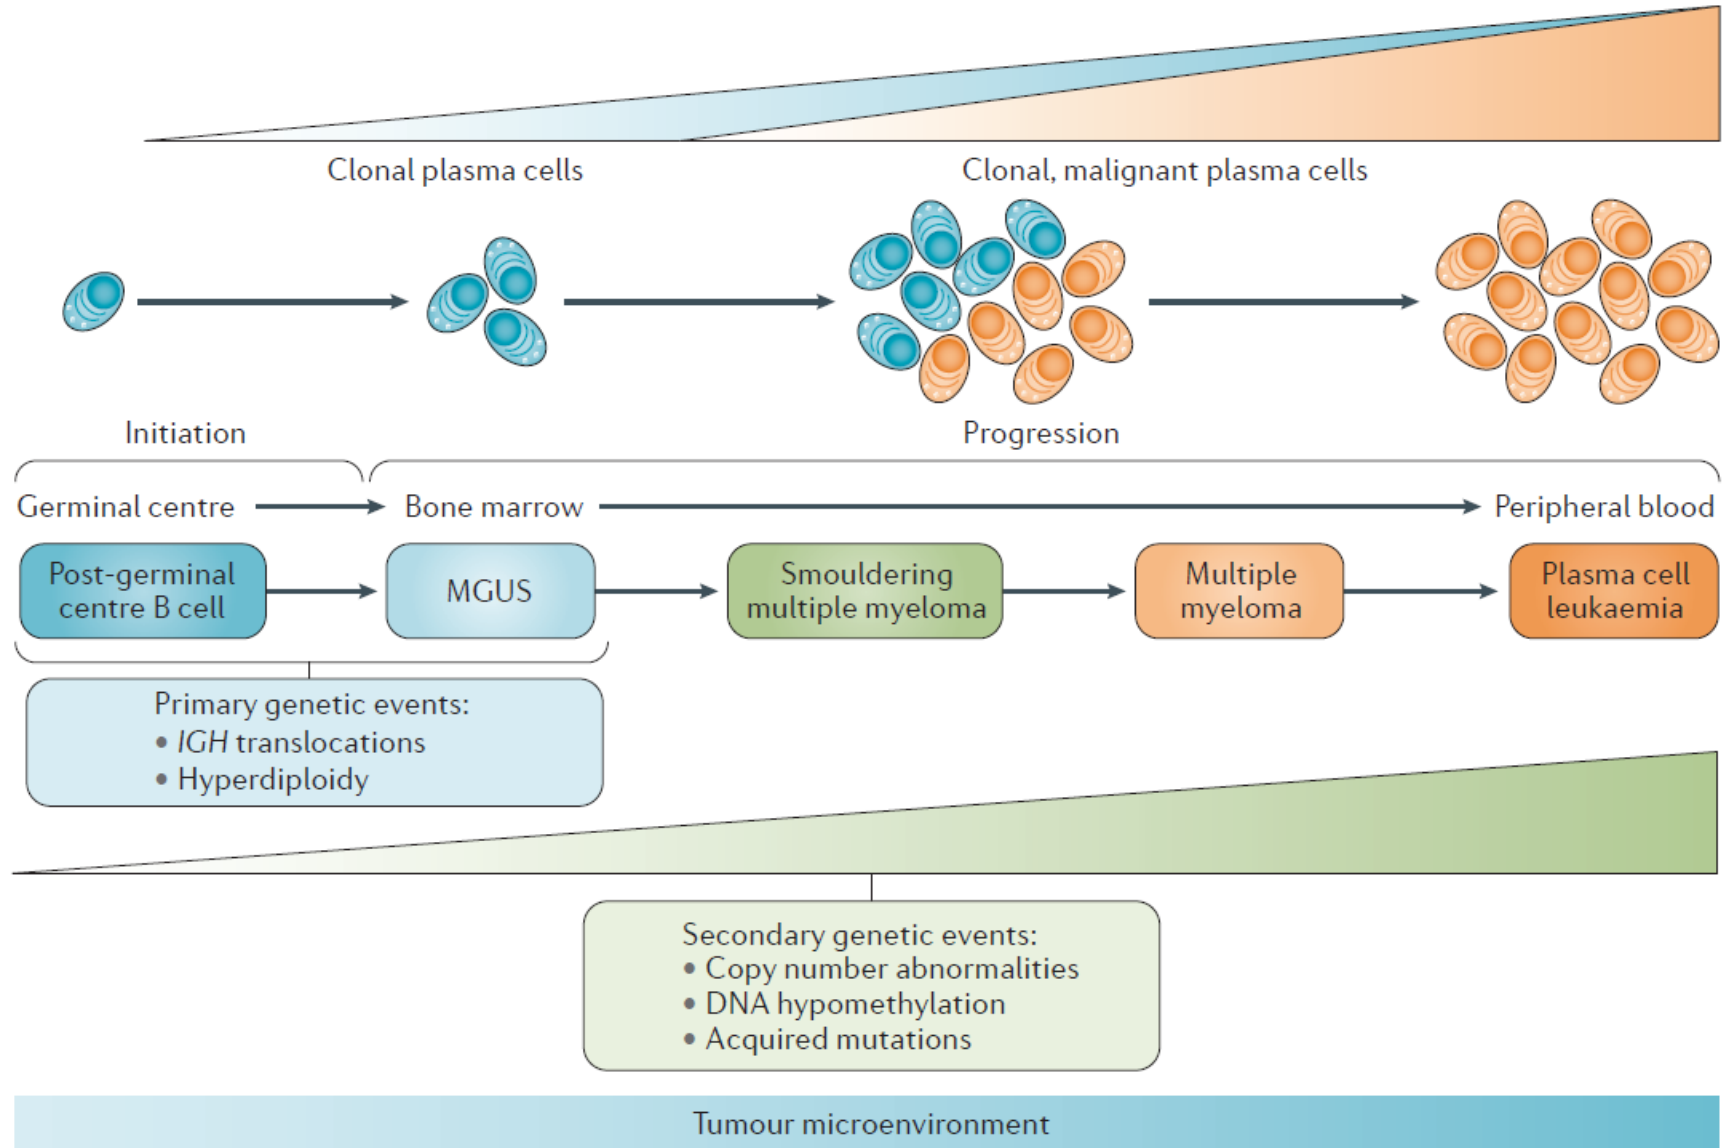 Clonal plasma cells
Clonal, malignant plasma cells
Initiation
Progression
Germinal centre
Bone marrow
Peripheral blood
Post-germinal
centre B cell
MGUS
Smouldering
multiple myeloma
Multiple
myeloma
Plasma cell
leukaemia
Primary genetic events:
• IGH translocations
• Hyperdiploidy
Secondary genetic events:
• Copy number abnormalities
• DNA hypomethylation
• Acquired mutations
Tumour microenvironment